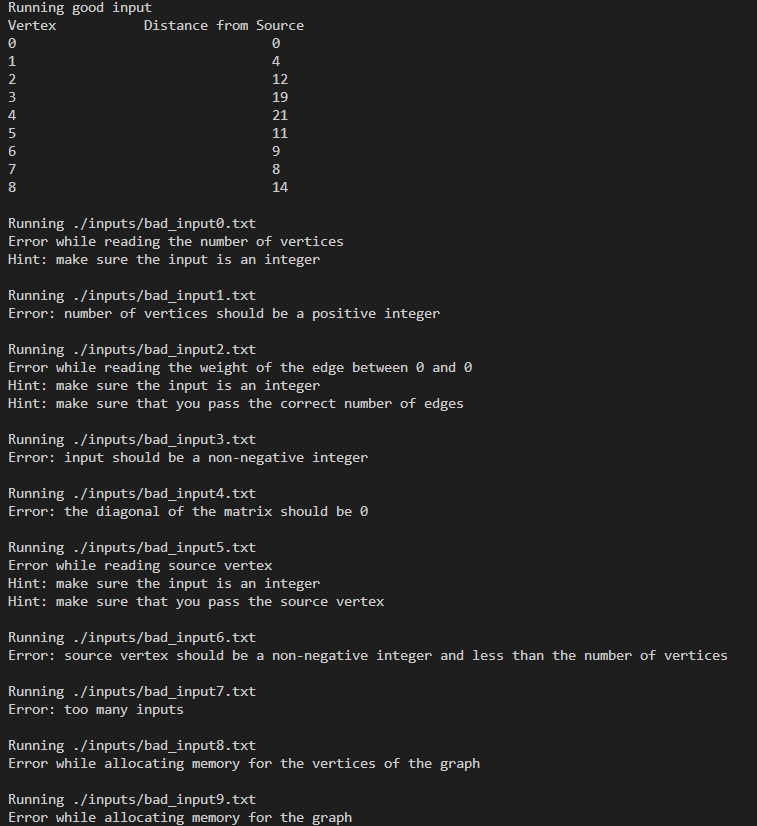 Running good input
Vertex Distance from Source
0 0
1 4
2 12
3 19
4 21
5 11
6 9
7 8
8 14
Running ./inputs/bad_input0.txt
Error while reading the number of vertices
Hint: make sure the input is an integer
Running ./inputs/bad_input1.txt
Error: number of vertices should be a positive integer
Running ./inputs/bad_input2.txt
Error while reading the weight of the edge between 0 and 0
Hint: make sure the input is an integer
Hint: make sure that you pass the correct number of edges
Running ./inputs/bad_input3.txt
Error: input should be a non-negative integer
Running ./inputs/bad_input4.txt
Error: the diagonal of the matrix should be 0
Running ./inputs/bad_input5.txt
Error while reading source vertex
Hint: make sure the input is an integer
Hint: make sure that you pass the source vertex
Running ./inputs/bad_input6.txt
Error: source vertex should be a non-negative integer and less than the number of vertices
Running ./inputs/bad_input7.txt
Error: too many inputs
Running ./inputs/bad_input8.txt
Error while allocating memory for the vertices of the graph
Running ./inputs/bad_input9.txt
Error while allocating memory for the graph